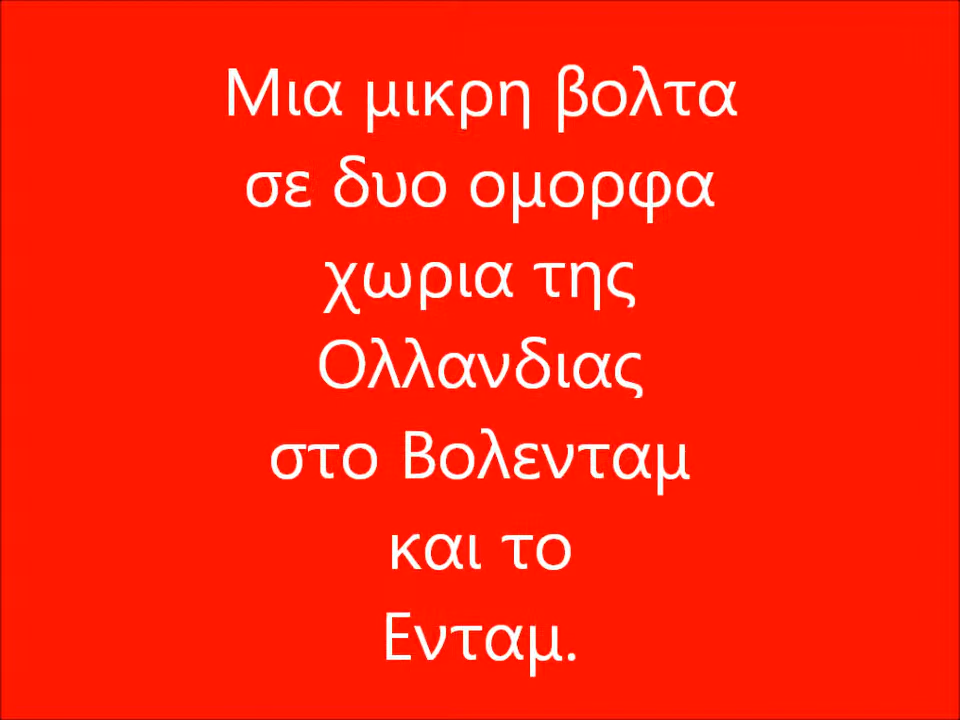 Μια μικρη βολτα
σε δυο ομορφα
χωρια της
Ολλανδιας
στο Βολενταμ
και το
Ενταμ.